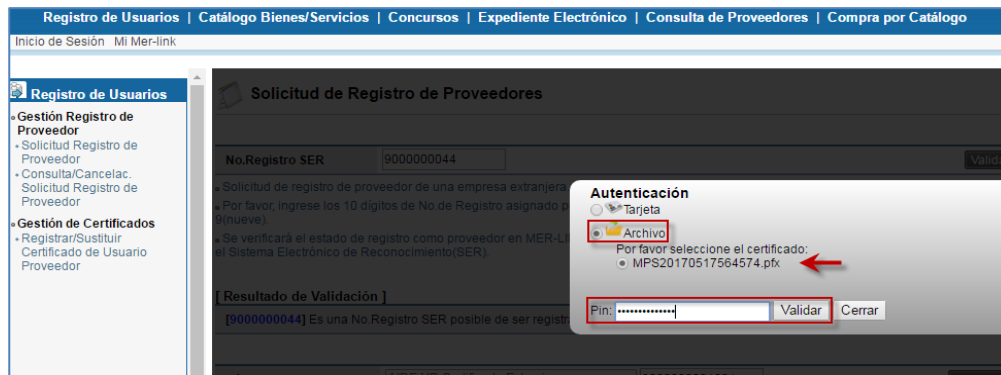 Registro de Usuarios | Catálogo Bienes/Servicios | Concursos | Expediente Electrónico | Consulta de Proveedores | Compra por Catálogo
Inicio de Sesión Mi Mer-link
Registro de Usuarios
Gestión Registro de
Proveedor
Solicitud Registro de
Proveedor
Consulta/Cancelac.
Solicitud Registro de
Proveedor
Gestión de Certificados
Registrar/Sustituir
Certificado de Usuario
Proveedor
Solicitud de Registro de Proveedores
No.Registro SER 9000000044 Valida
Solicitud de registro de proveedor de una empresa extranjera
Por favor, ingrese los 10 dígitos de No.de Registro asignado p
9(nueve).
Se verificará el estado de registro como proveedor en MER-LI
el Sistema Electrónico de Reconocimiento(SER).
[ Resultado de Validación ]
[9000000044] Es una No.Registro SER posible de ser registr
Autenticación
Tarjeta
Archivo
Por favor seleccione el certificado:
MPS20170517564574.pfx
Pin: •••••••••••••• Validar Cerrar